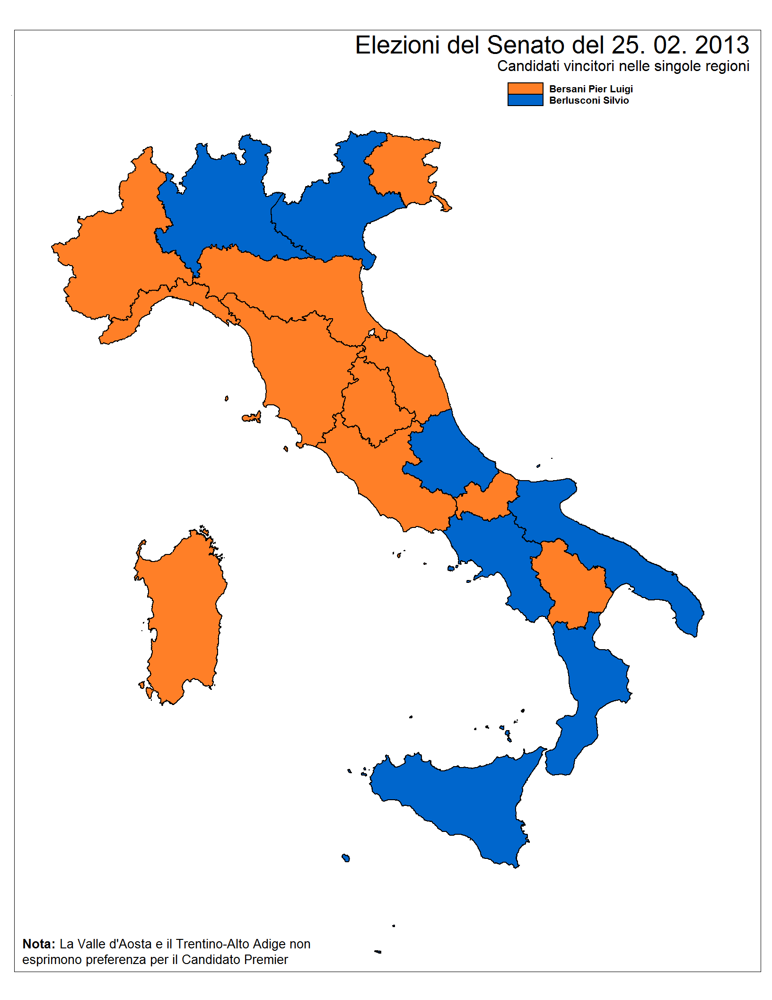 Elezioni del Senato del 25. 02. 2013
Candidati vincitori nelle singole regioni
Bersani Pier Luigi
Berlusconi Silvio
Nota: La Valle d'Aosta e il Trentino-Alto Adige non
esprimono preferenza per il Candidato Premier